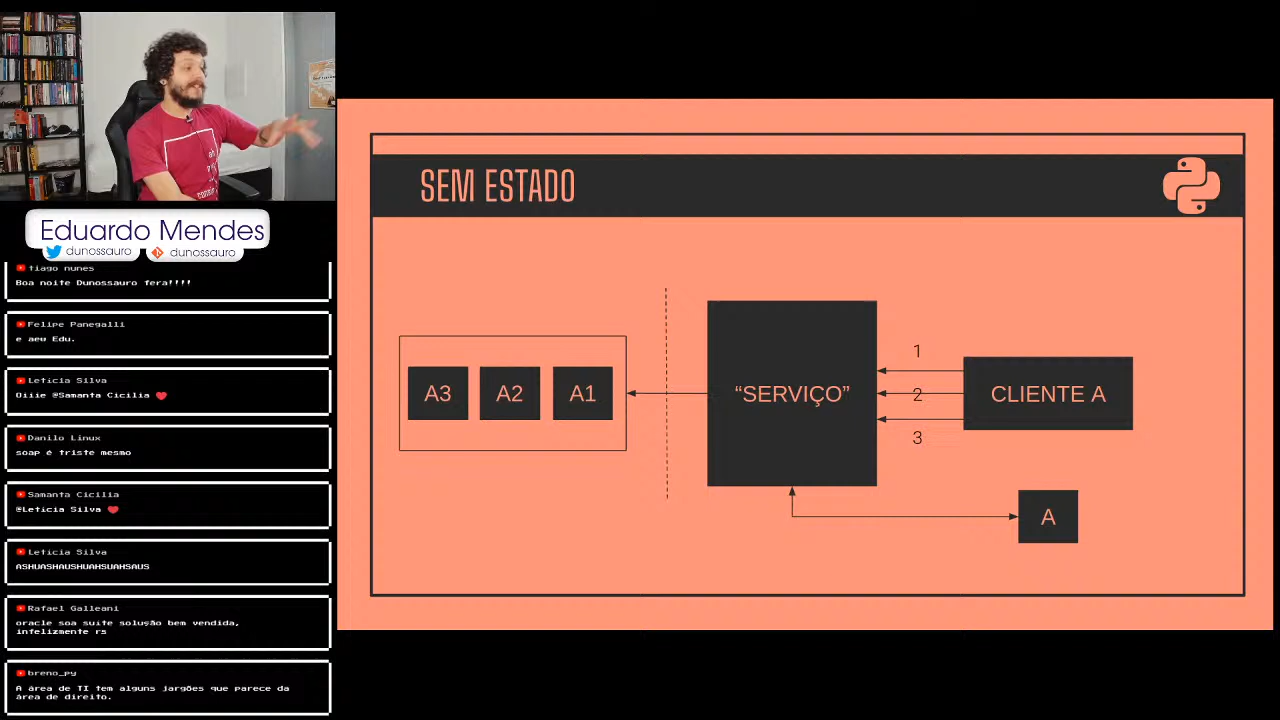 Eduardo Mendes
dunossauro
dunossauro
tiago nunes
Boa noite Dunossauro fera!!!!
Felipe Panegalli
e aew Edu.
Leticia Silva
Oiiie @Samanta Cicilia
Danilo Linux
soap é triste mesmo
Samanta Cicilia
@Leticia Silva
Leticia Silva
ASHUASHAUSHUAHSUAHSAUS
Rafael Galleani
oracle soa suite solução bem vendida,
infelizmente rs
breno_py
A área de TI tem alguns jargões que parece da
área de direito.
SEM ESTADO
A3
A2
A1
“SERVIÇO”
1
2
3
CLIENTE A
A